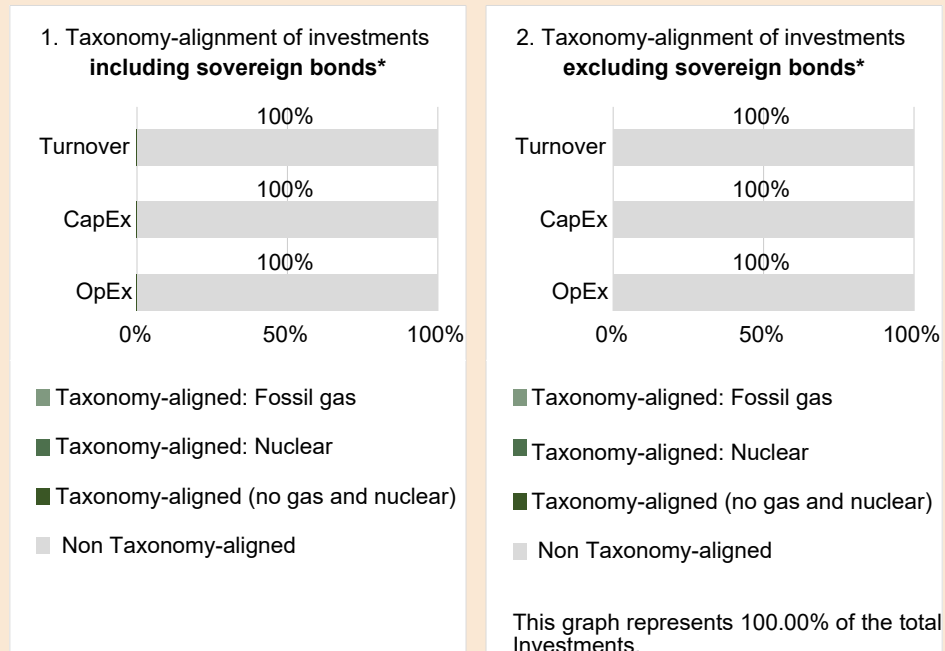 1. Taxonomy-alignment of investments
including sovereign bonds*
100%
Turnover
100%
CapEx
100%
OpEx
0% 50% 100%
Taxonomy-aligned: Fossil gas
Taxonomy-aligned: Nuclear
Taxonomy-aligned (no gas and nuclear)
Non Taxonomy-aligned
2. Taxonomy-alignment of investments
excluding sovereign bonds*
100%
Turnover
100%
CapEx
100%
OpEx
0% 50% 100%
Taxonomy-aligned: Fossil gas
Taxonomy-aligned: Nuclear
Taxonomy-aligned (no gas and nuclear)
Non Taxonomy-aligned
This graph represents 100.00% of the total
Investments.